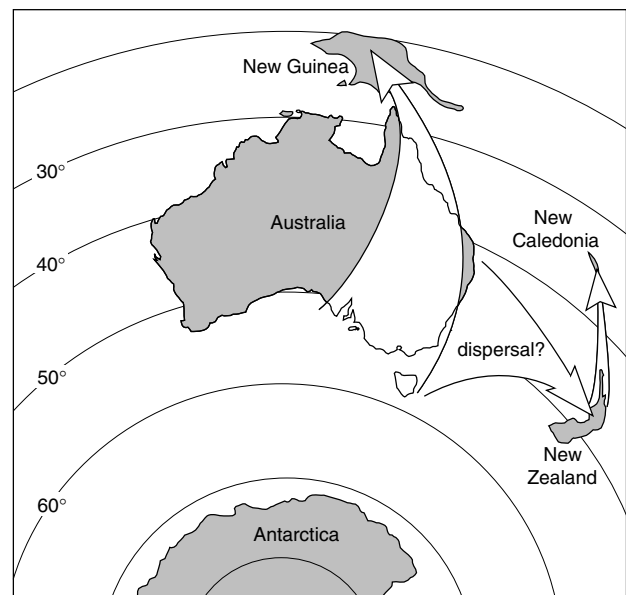 New Guinea
30°
Australia
New
Caledonia
40°
dispersal?
50°
New
Zealand
60°
Antarctica